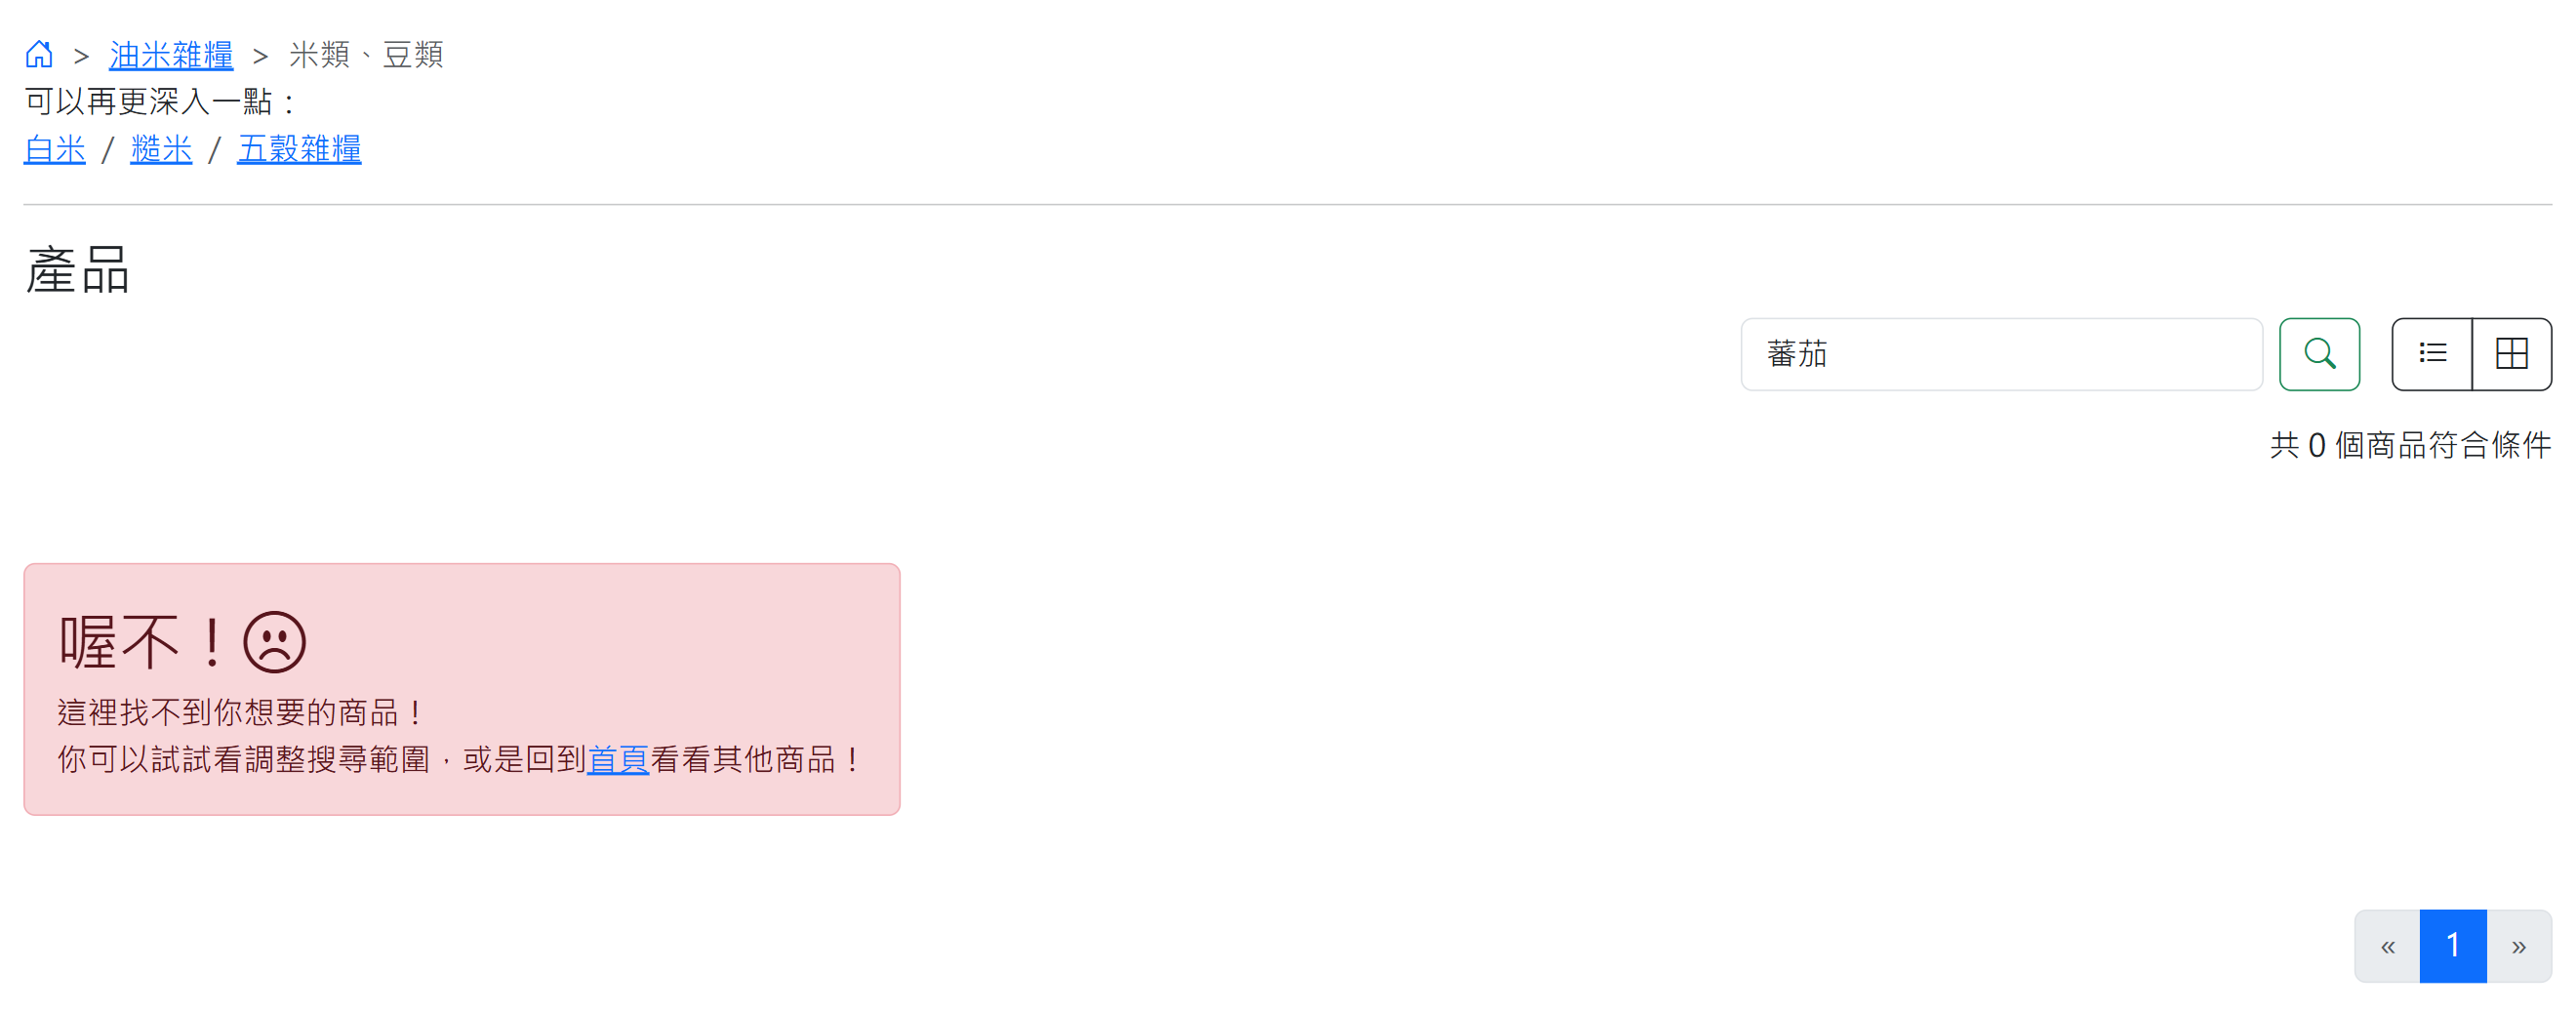 > 油米雜糧 > 米類、豆類
可以再更深入一點：
白米 / 糙米 / 五穀雜糧
產品
蕃茄
共 0 個商品符合條件
喔不！
這裡找不到你想要的商品！
你可以試試看調整搜尋範圍，或是回到首頁看看其他商品！
« 1 »